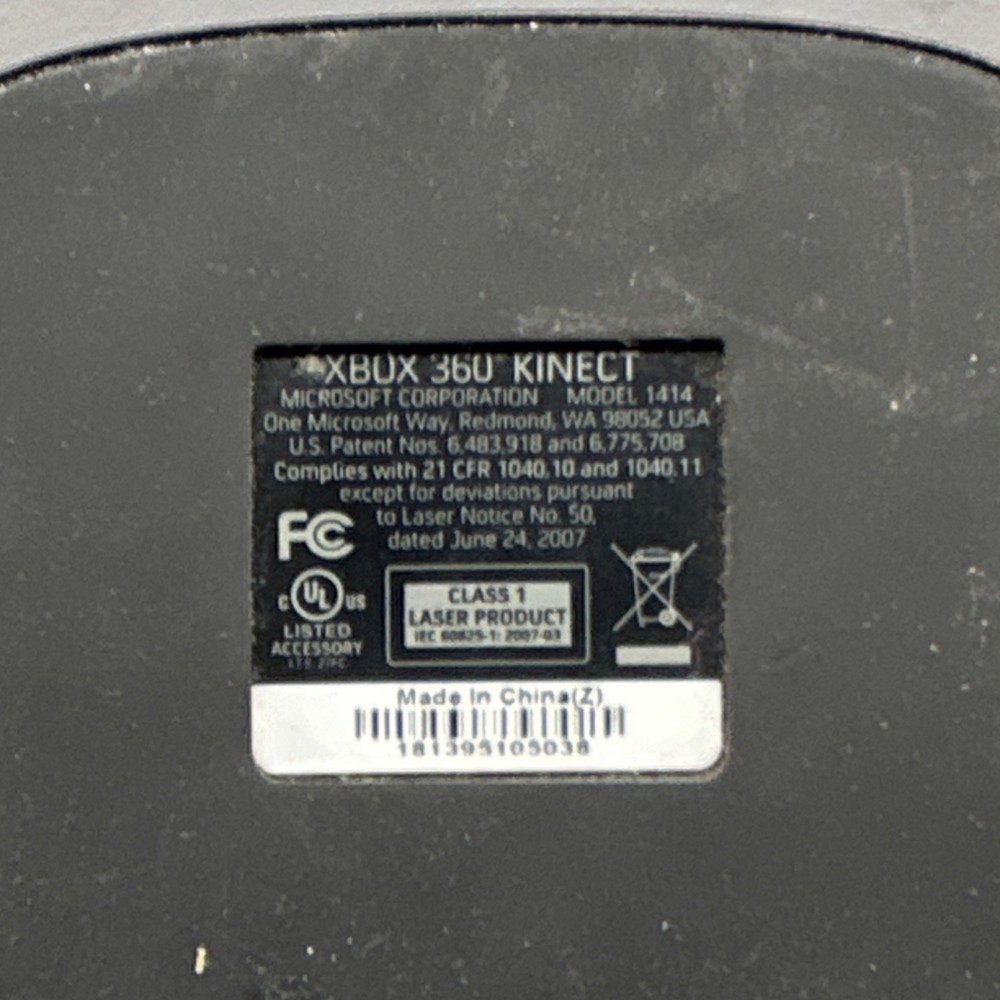 XBOX 360 KINECT
MICROSOFT CORPORATION MODEL 1414
One Microsoft Way, Redmond, WA 98052 USA
U.S. Patent Nos. 6,483,918 and 6,775,708
Complies with 21 CFR 1040.10 and 1040.11
except for deviations pursuant
to Laser Notice No. 50,
dated June 24, 2007
FC
C UL US
LISTED
ACCESSORY
CLASS 1
LASER PRODUCT
IEC 60825-1: 2007-03
Made In China(Z)
181395105038